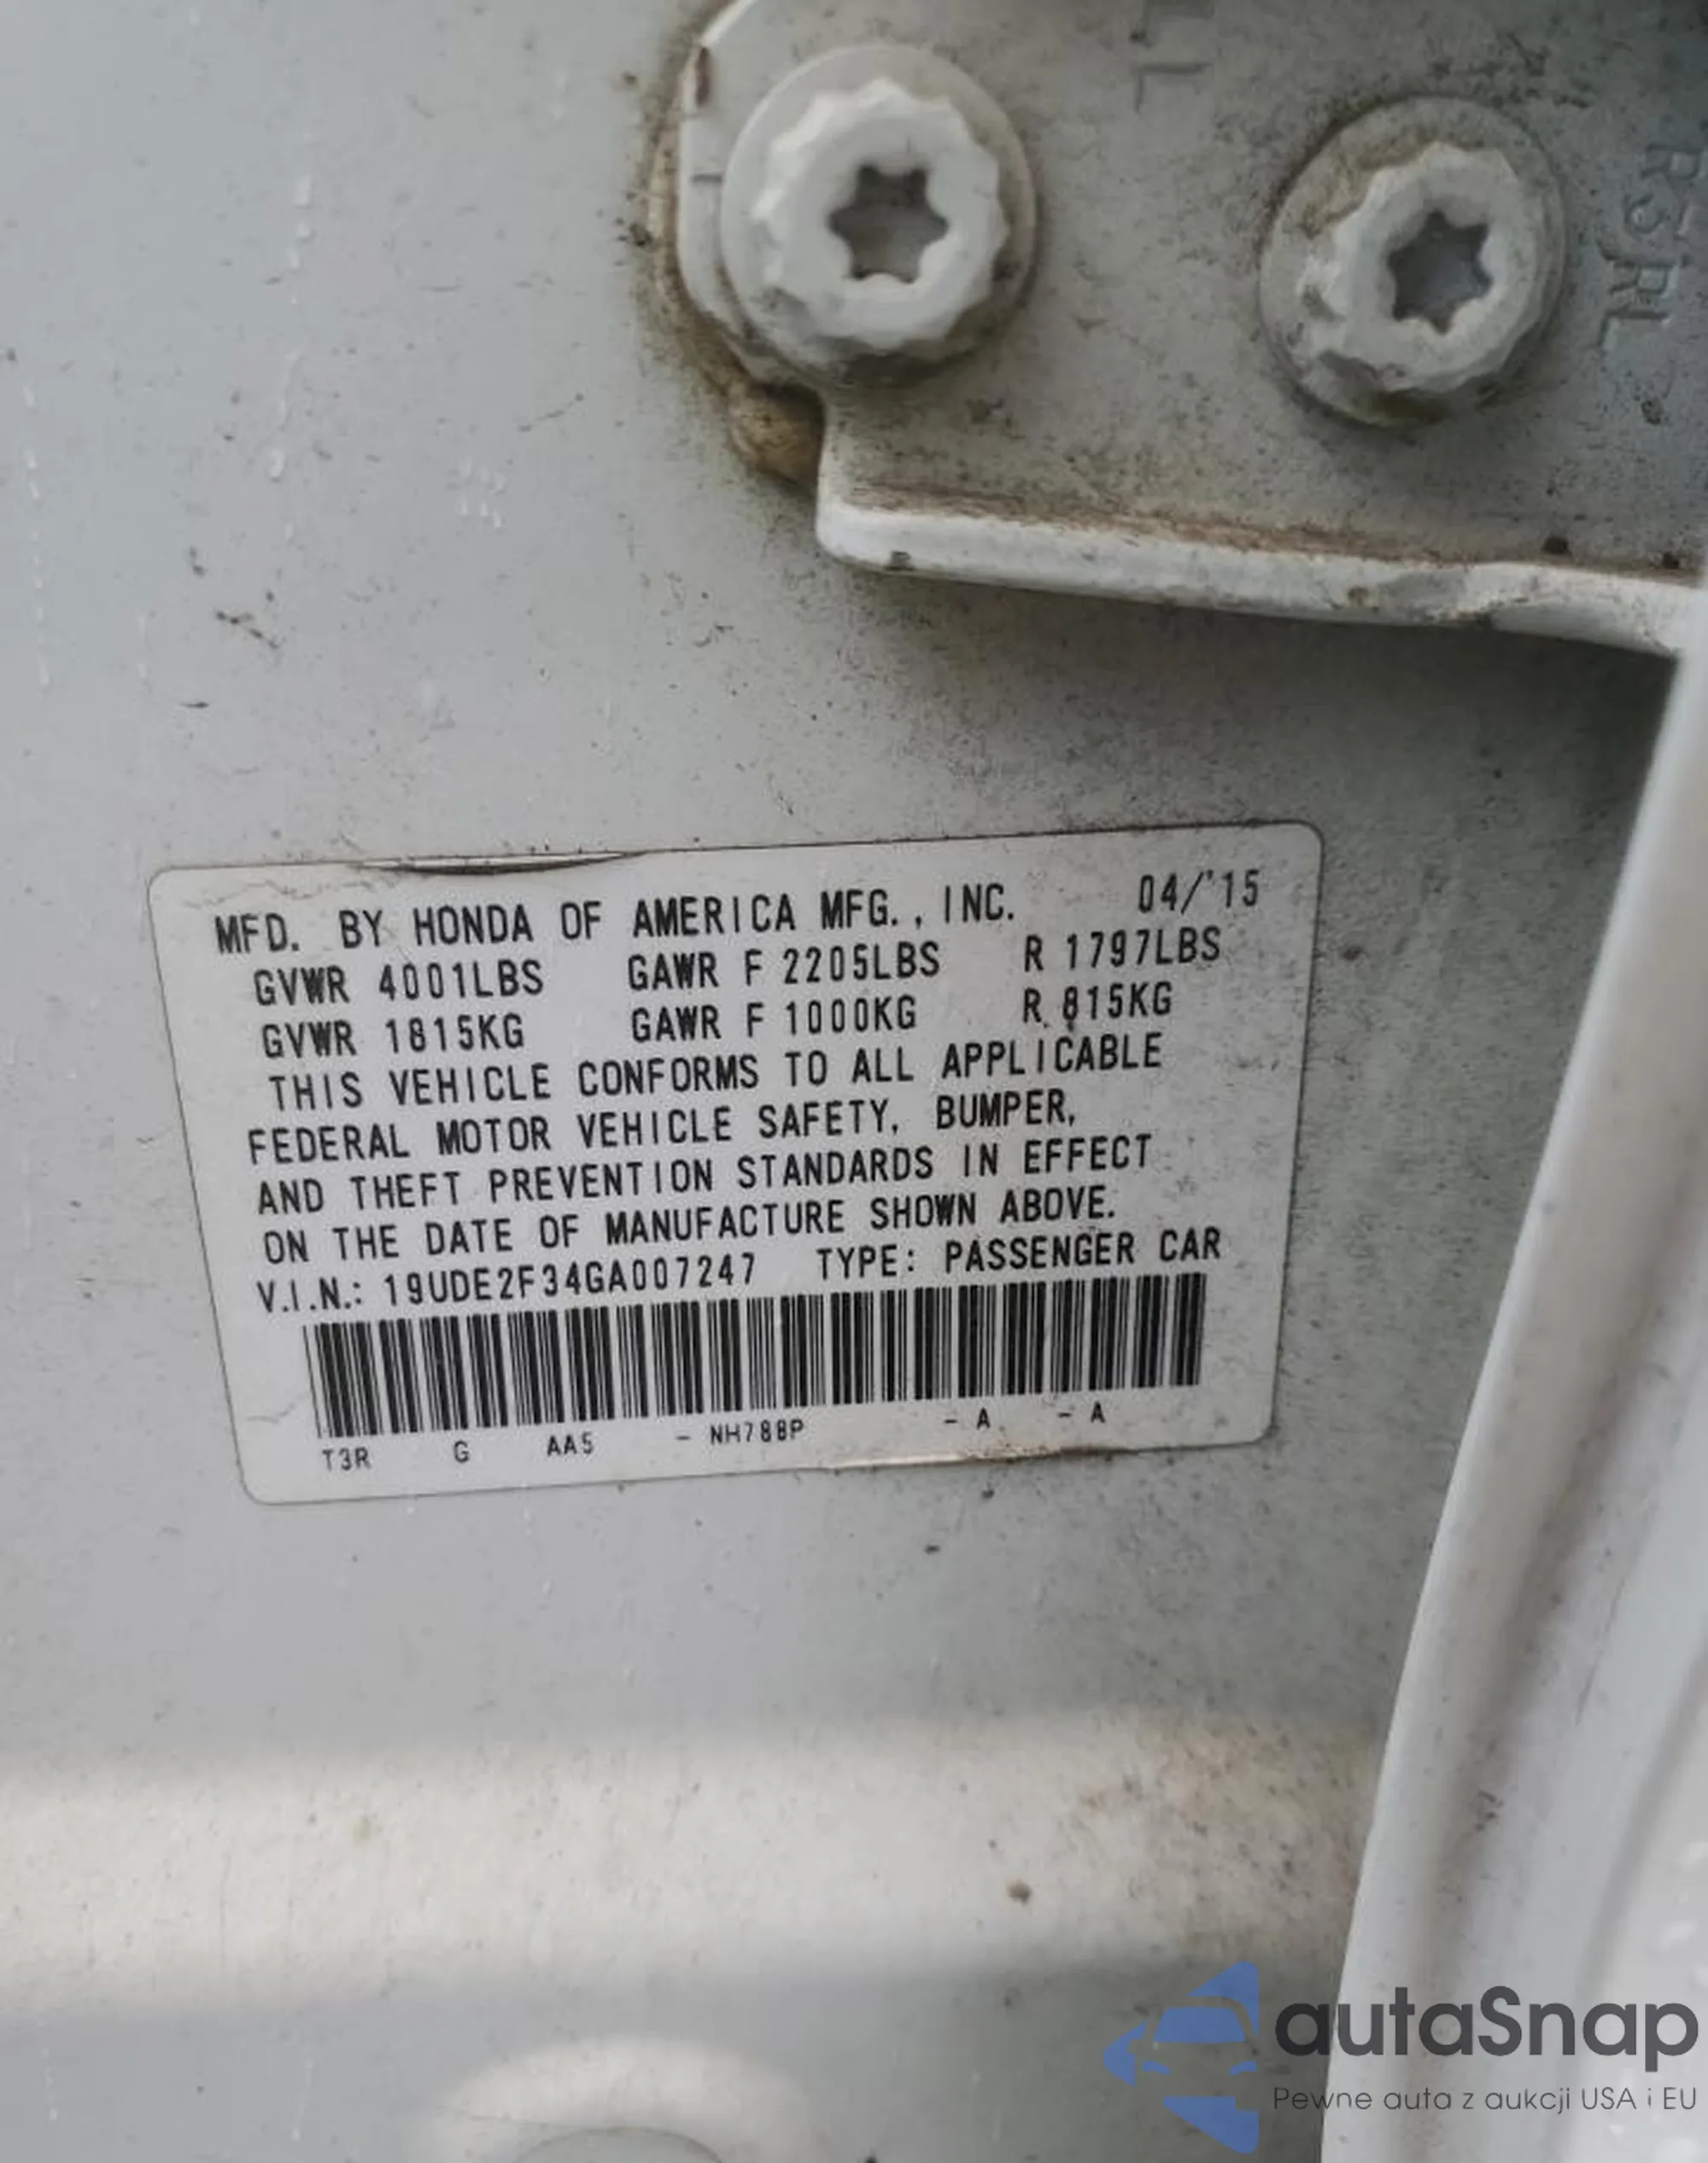 R5RL
MFD. BY HONDA OF AMERICA MFG., INC. 04/'15
GVWR 4001LBS GAWR F 2205LBS R 1797LBS
GVWR 1815KG GAWR F 1000KG R 815KG
THIS VEHICLE CONFORMS TO ALL APPLICABLE
FEDERAL MOTOR VEHICLE SAFETY, BUMPER,
AND THEFT PREVENTION STANDARDS IN EFFECT
ON THE DATE OF MANUFACTURE SHOWN ABOVE.
V.I.N.: 19UDE2F34GA007247 TYPE: PASSENGER CAR
T3R G AA5 - NH788P - A - A
autaSnap
Pewne auta z aukcji USA i EU